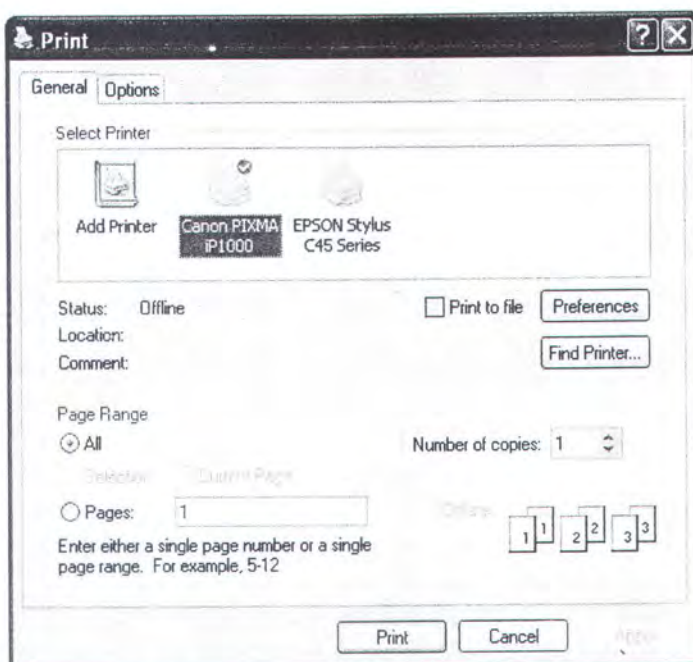 Print
General
Options
Select Printer
Add Printer
Canon PIXMA
iP1000
EPSON Stylus
C45 Series
Status: Offline
Print to file
Preferences
Location:
Find Printer...
Comment:
Page Range
All
Number of copies: 1
Selection
Current Page
Pages: 1
Collate
1 1 2 2 3 3
Enter either a single page number or a single
page range. For example, 5-12
Print
Cancel
Apply